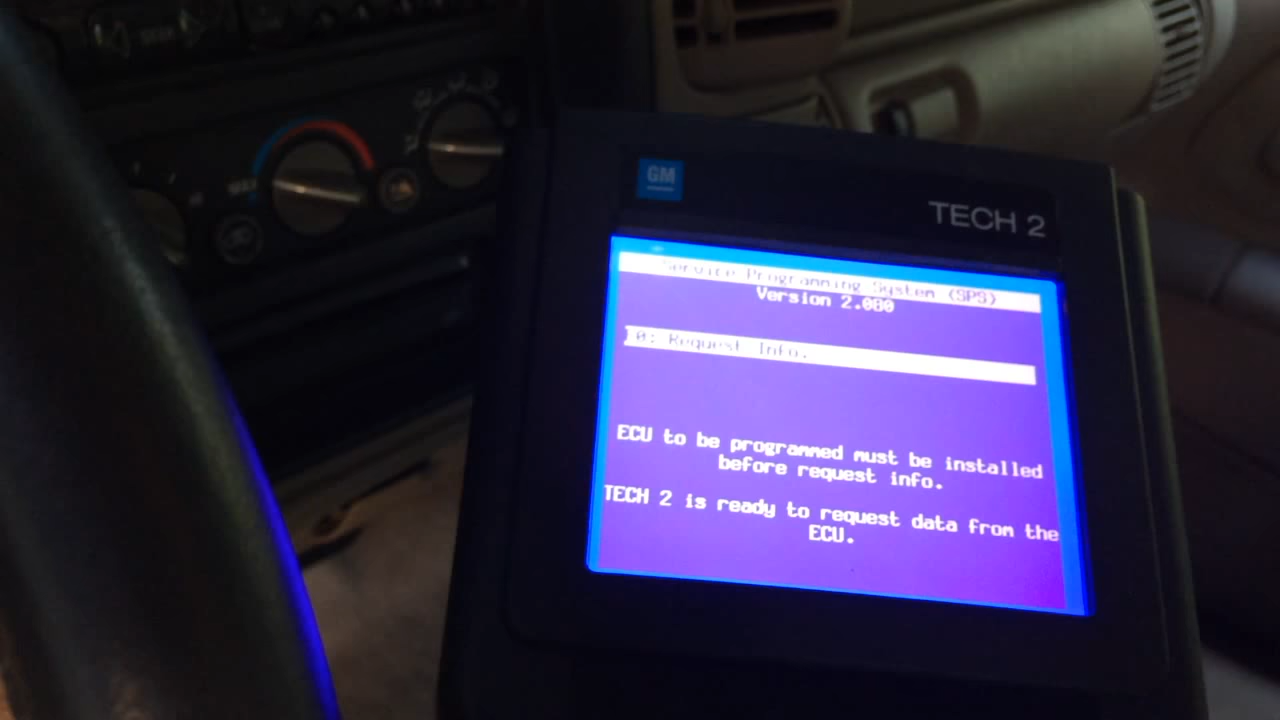 GM
TECH 2
Service Programming System (SPS)
Version 2.080
0: Request Info.
ECU to be programmed must be installed
before request info.
TECH 2 is ready to request data from the
ECU.